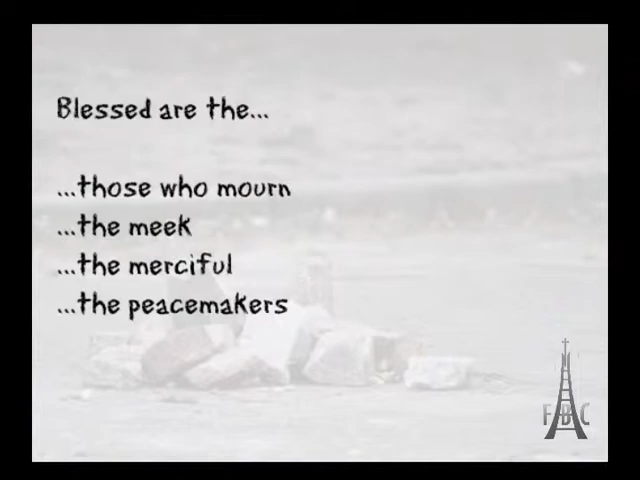 Blessed are the...
...those who mourn
...the meek
...the merciful
...the peacemakers
FBC